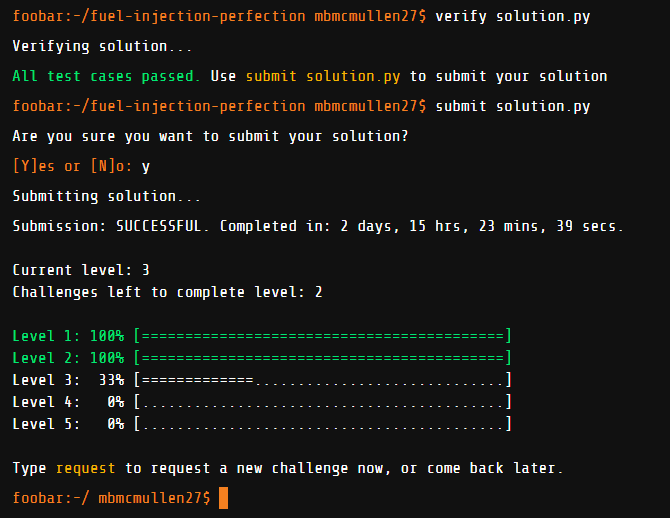 foobar:~/fuel-injection-perfection mbmcmullen27$ verify solution.py
Verifying solution...
All test cases passed. Use submit solution.py to submit your solution
foobar:~/fuel-injection-perfection mbmcmullen27$ submit solution.py
Are you sure you want to submit your solution?
[Y]es or [N]o: y
Submitting solution...
Submission: SUCCESSFUL. Completed in: 2 days, 15 hrs, 23 mins, 39 secs.
Current level: 3
Challenges left to complete level: 2
Level 1: 100% [==========================================]
Level 2: 100% [==========================================]
Level 3:  33% [=============.............................]
Level 4:   0% [..........................................]
Level 5:   0% [..........................................]
Type request to request a new challenge now, or come back later.
foobar:~/ mbmcmullen27$